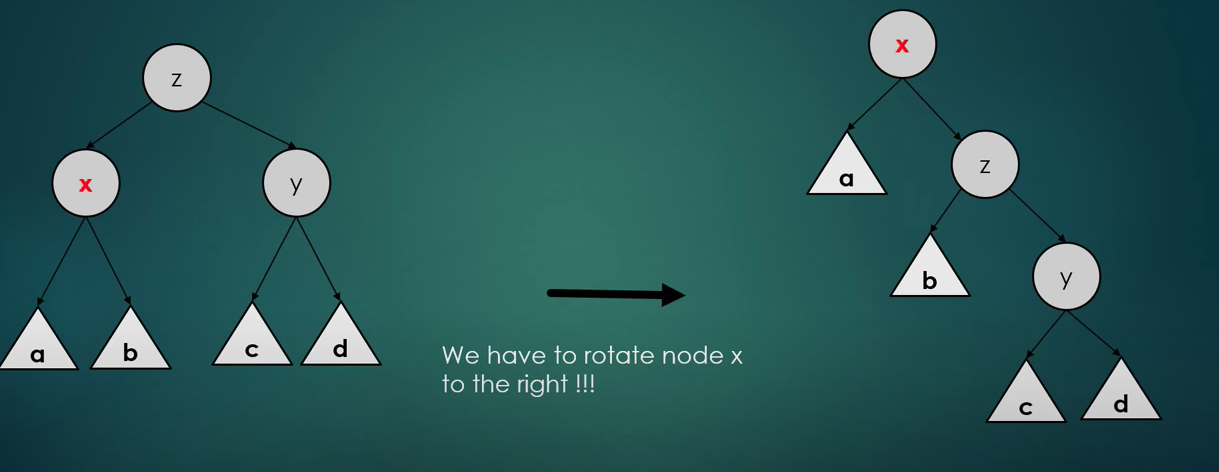 x
z
x
y
a
z
b
y
a
b
c
d
We have to rotate node x
to the right !!!
c
d